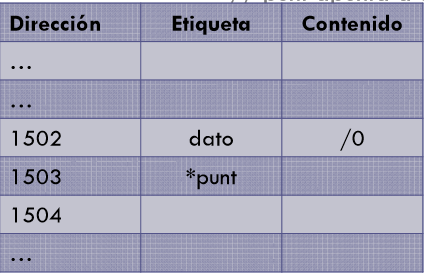 Dirección Etiqueta Contenido
...
...
1502 dato /0
1503 *punt
1504
...